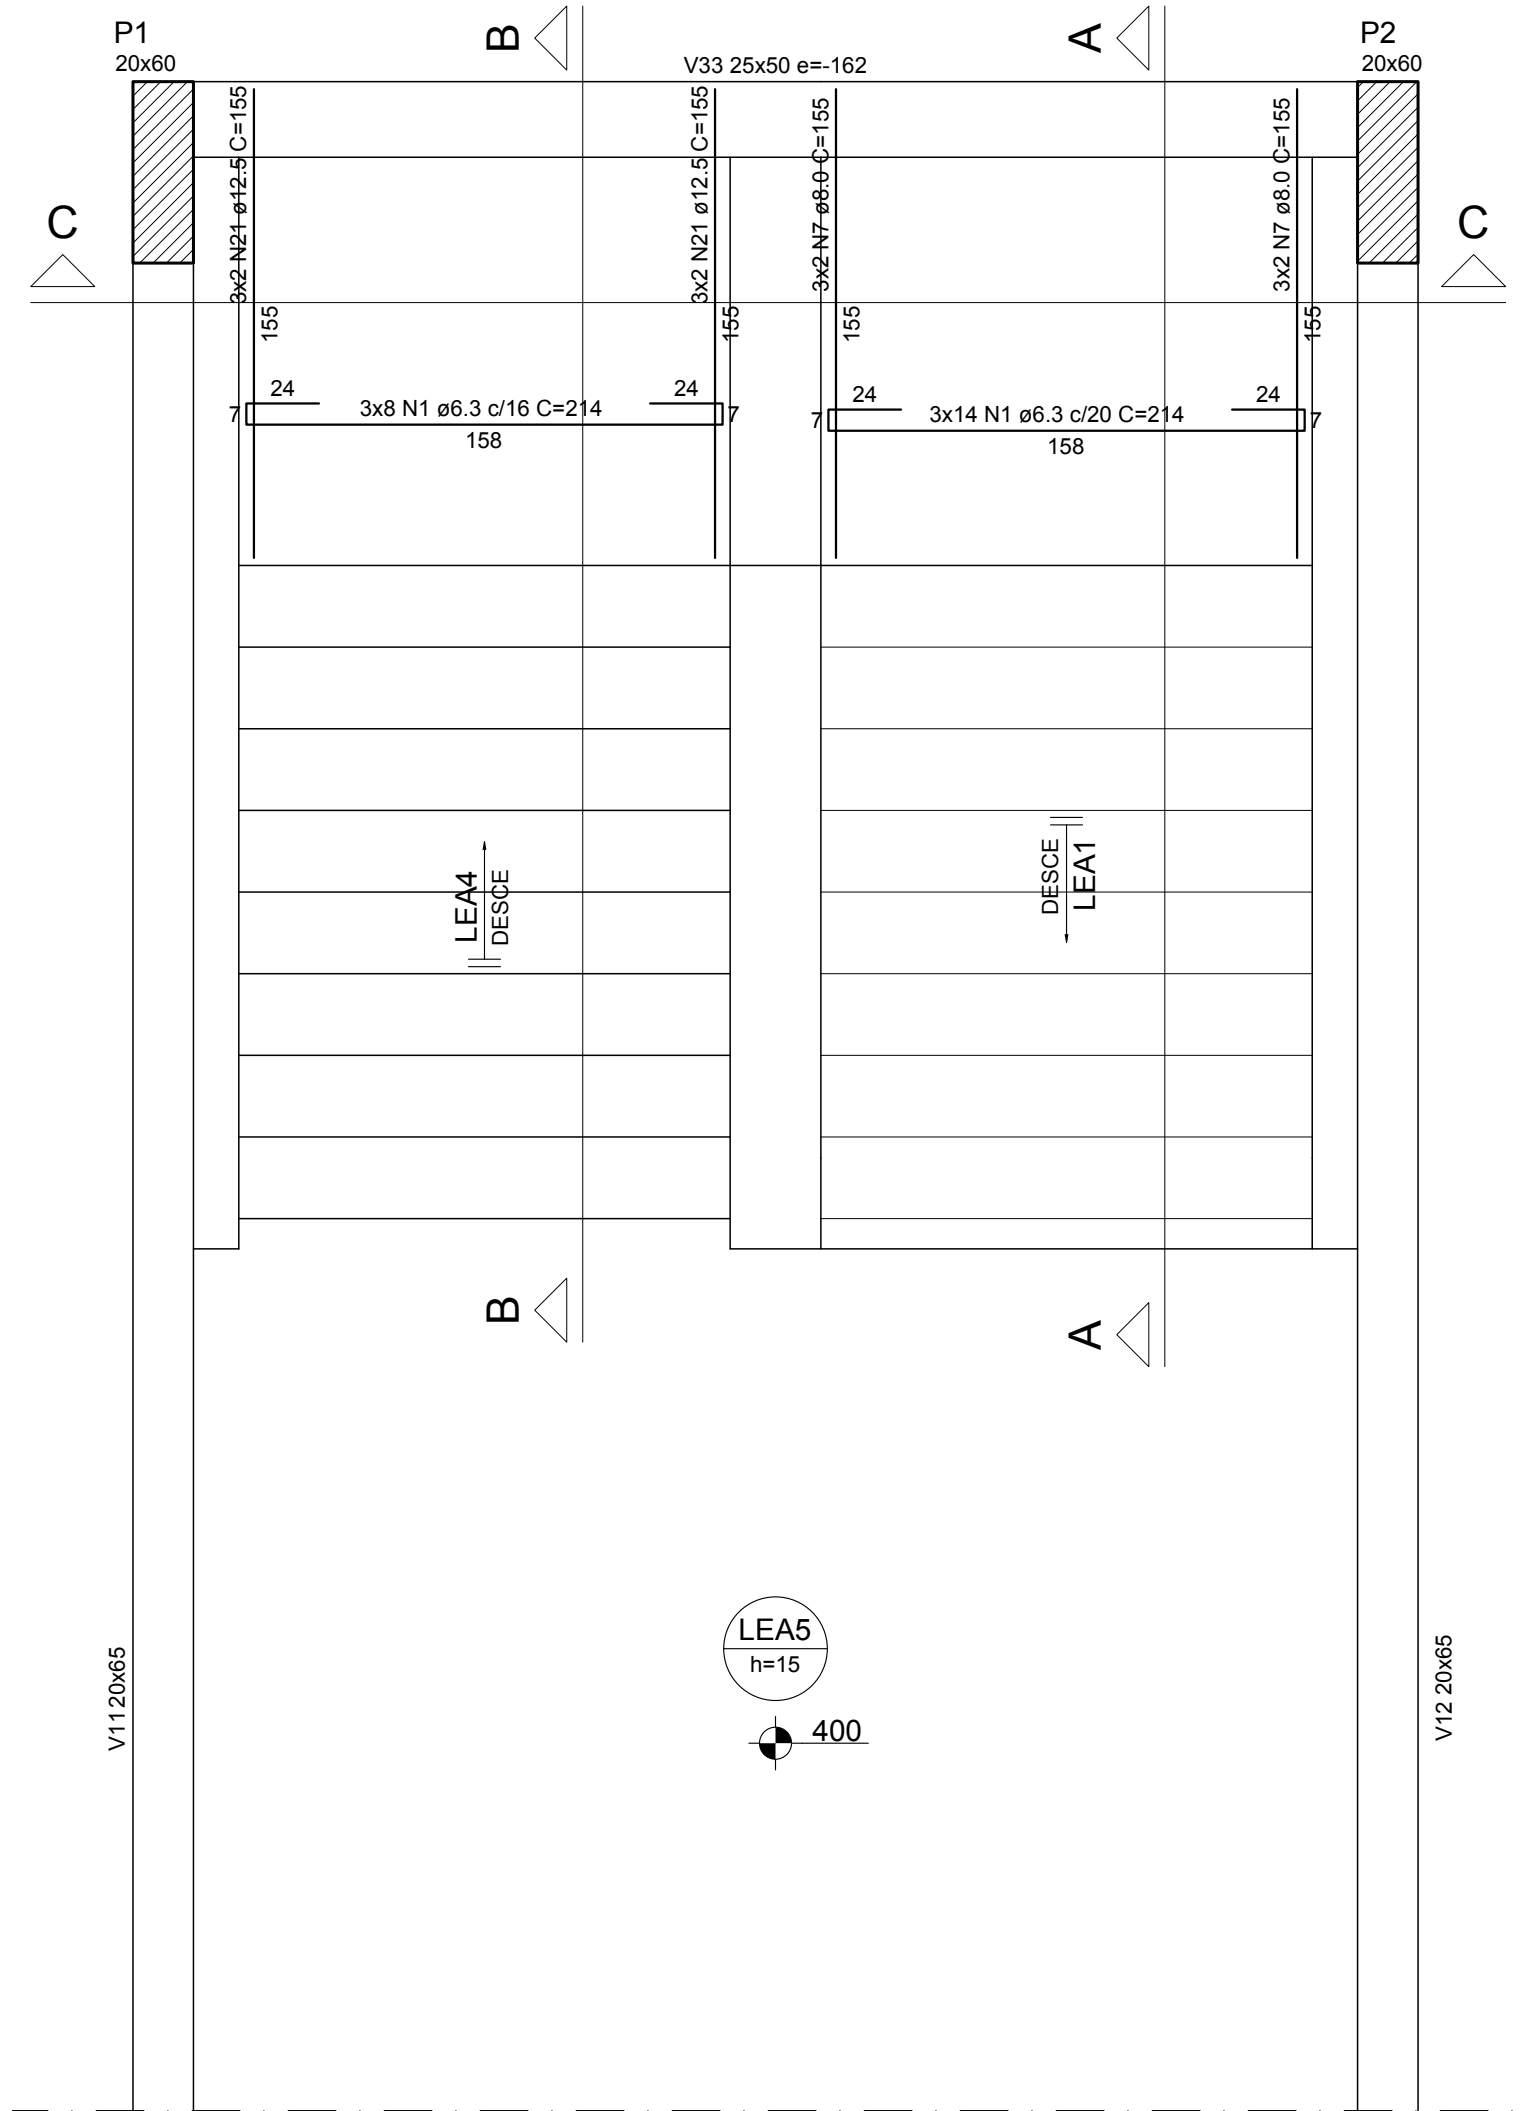 P1
20x60
B
A
P2
20x60
V33 25x50 e=-162
3x2 N21 ø12.5 C=155
3x2 N21 ø12.5 C=155
3x2 N7 ø8.0 C=155
3x2 N7 ø8.0 C=155
C
C
155
155
155
155
24
24
7
3x8 N1 ø6.3 c/16 C=214
7
158
24
24
7
3x14 N1 ø6.3 c/20 C=214
7
158
LEA4
DESCE
DESCE
LEA1
B
A
LEA5
h=15
400
V11 20x65
V12 20x65